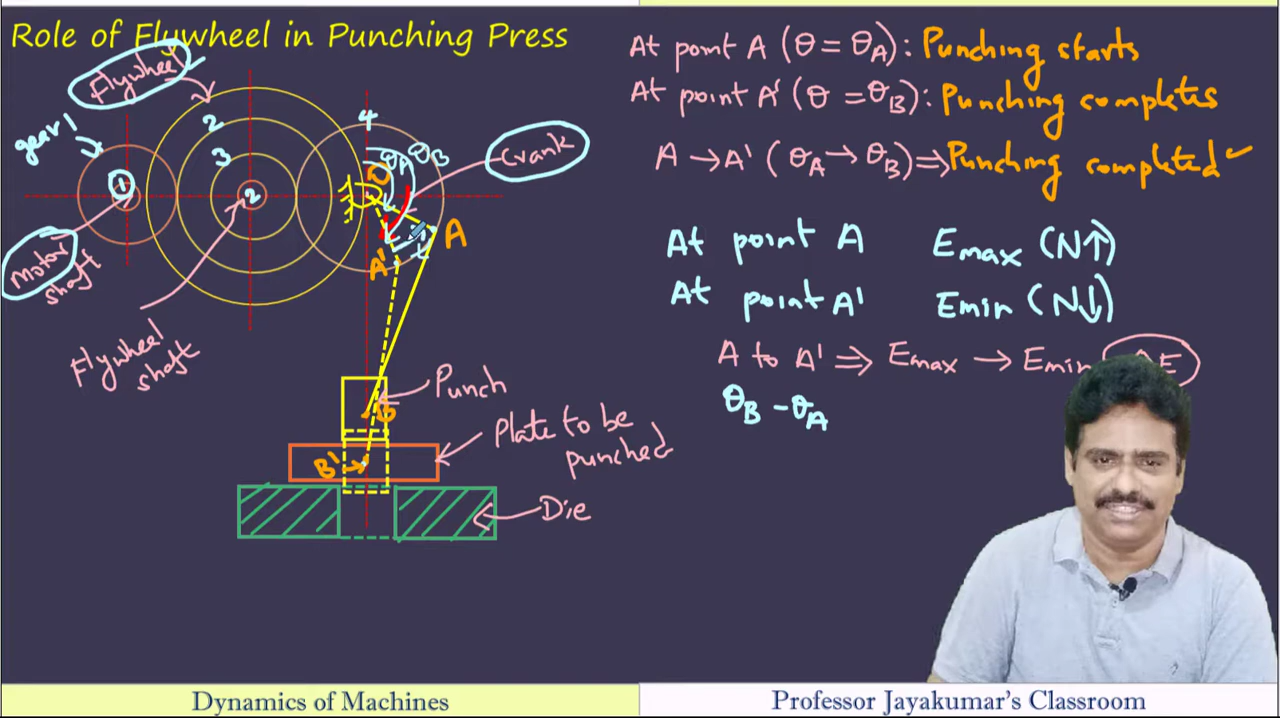 Role of Flywheel in Punching Press
Flywheel
gear 1
2
3
1
2
Motor
shaft
Flywheel
shaft
4
θA θB
Crank
A
A'
Punch
B
Plate to be
punched
B'
Die
At point A (θ = θA): Punching starts
At point A' (θ = θB): Punching completes
A → A' (θA → θB) ⇒ Punching completed ✓
At point A Emax (N↑)
At point A' Emin (N↓)
A to A' ⇒ Emax → Emin
θB - θA
Dynamics of Machines
Professor Jayakumar's Classroom